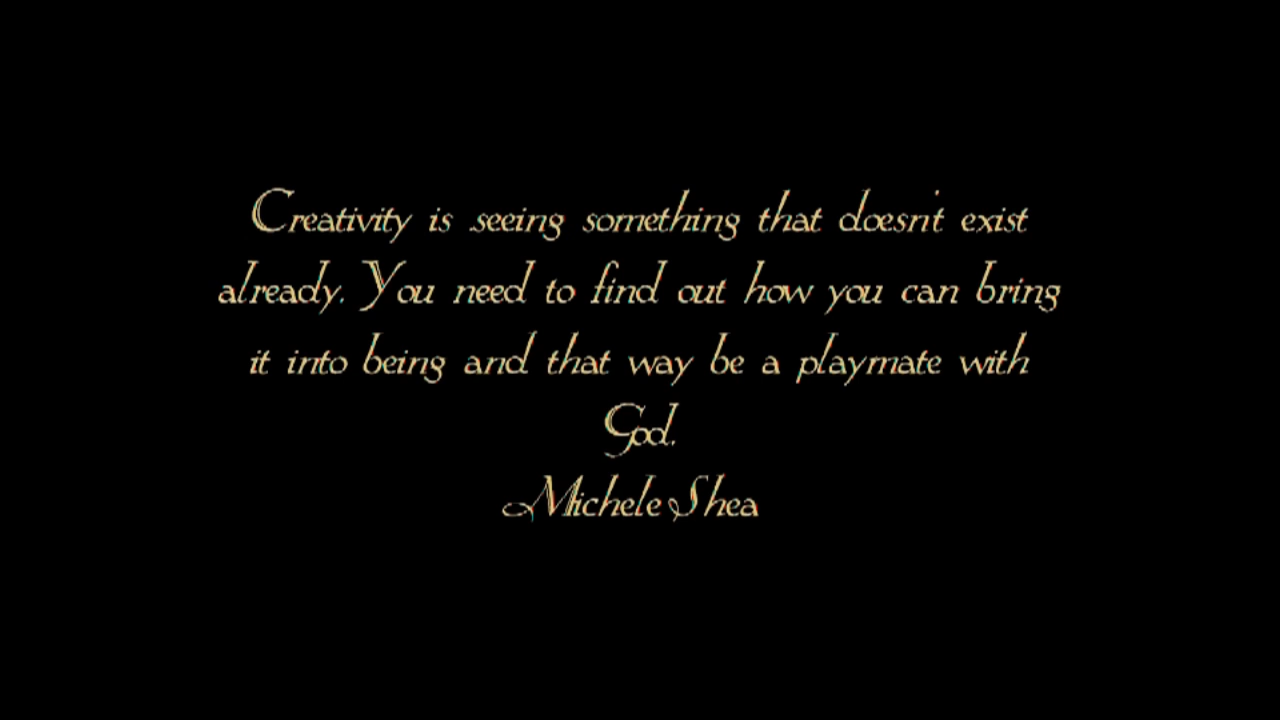 Creativity is seeing something that doesn't exist
already. You need to find out how you can bring
it into being and that way be a playmate with
God.
Michele Shea